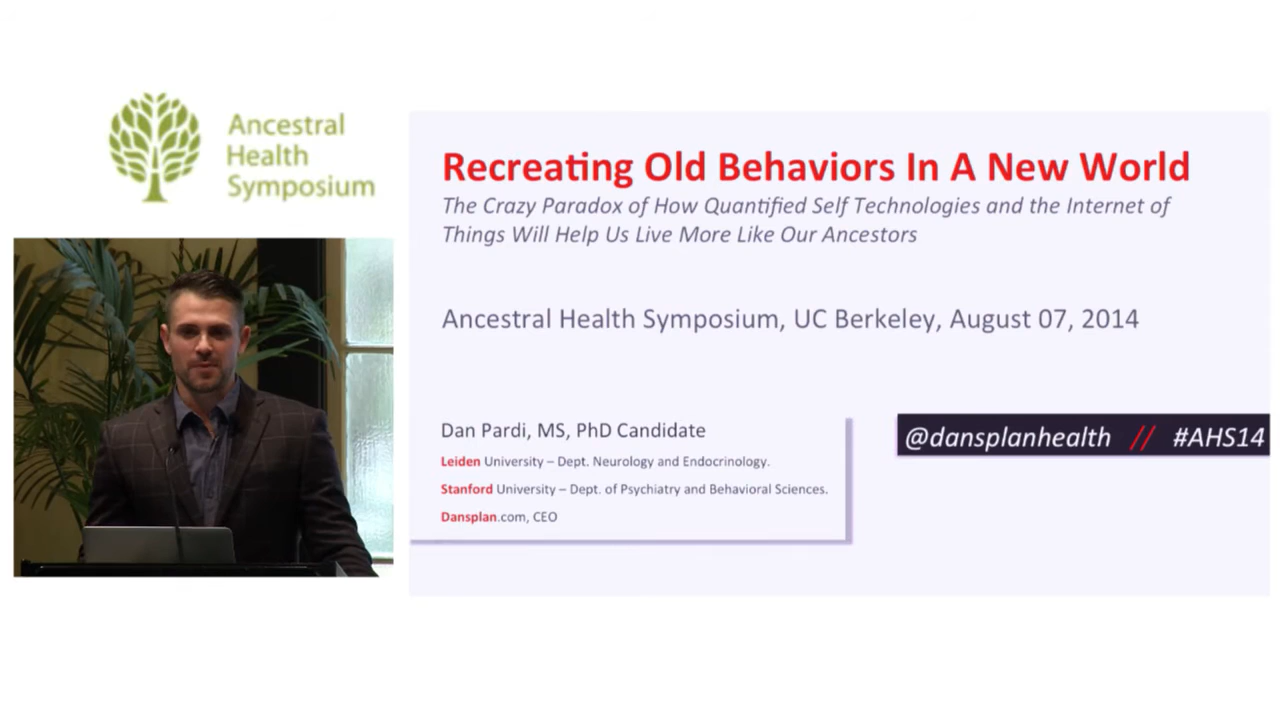 Ancestral
Health
Symposium
Recreating Old Behaviors In A New World
The Crazy Paradox of How Quantified Self Technologies and the Internet of
Things Will Help Us Live More Like Our Ancestors
Ancestral Health Symposium, UC Berkeley, August 07, 2014
Dan Pardi, MS, PhD Candidate
Leiden University – Dept. Neurology and Endocrinology.
Stanford University – Dept. of Psychiatry and Behavioral Sciences.
Dansplan.com, CEO
@dansplanhealth // #AHS14